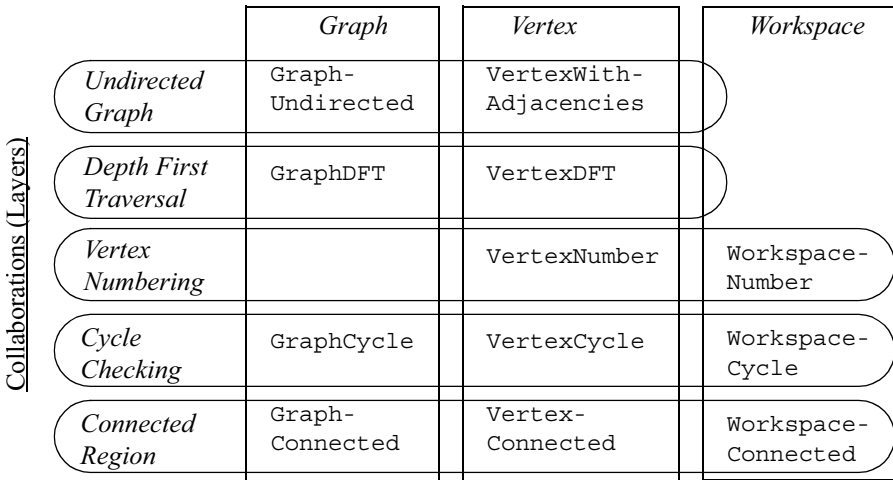 Graph Vertex Workspace
Undirected Graph- VertexWith-
Graph Undirected Adjacencies
Depth First GraphDFT VertexDFT
Traversal
Vertex VertexNumber Workspace-
Numbering Number
Cycle GraphCycle VertexCycle Workspace-
Checking Cycle
Connected Graph- Vertex- Workspace-
Region Connected Connected Connected
Collaborations (Layers)